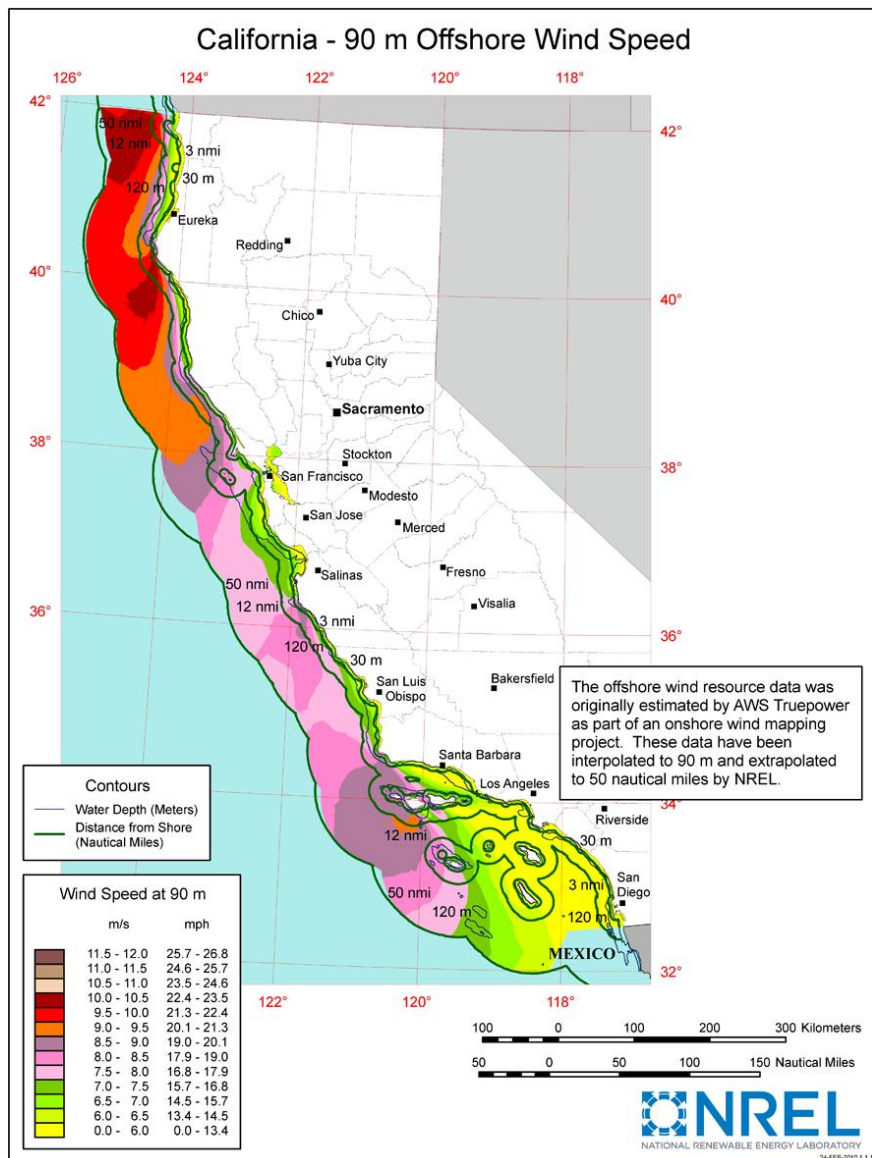 California - 90 m Offshore Wind Speed
126° 124° 122° 120° 118°
42°
42°
50 nmi
12 nmi
3 nmi
120 m
30 m
Eureka
Redding
40°
40°
Chico
Yuba City
Sacramento
38°
38°
Stockton
San Francisco
Modesto
San Jose
Merced
Salinas
Fresno
50 nmi
12 nmi
Visalia
36°
3 nmi
36°
120 m
30 m
San Luis
Obispo
Bakersfield
The offshore wind resource data was
originally estimated by AWS Truepower
as part of an onshore wind mapping
project. These data have been
interpolated to 90 m and extrapolated
to 50 nautical miles by NREL.
Santa Barbara
Los Angeles
34°
Riverside
12 nmi
30 m
San
Diego
3 nmi
50 nmi
120 m
120 m
MEXICO
32°
122° 120° 118°
Contours
Water Depth (Meters)
Distance from Shore
(Nautical Miles)
Wind Speed at 90 m
m/s mph
11.5 - 12.0 25.7 - 26.8
11.0 - 11.5 24.6 - 25.7
10.5 - 11.0 23.5 - 24.6
10.0 - 10.5 22.4 - 23.5
9.5 - 10.0 21.3 - 22.4
9.0 - 9.5 20.1 - 21.3
8.5 - 9.0 19.0 - 20.1
8.0 - 8.5 17.9 - 19.0
7.5 - 8.0 16.8 - 17.9
7.0 - 7.5 15.7 - 16.8
6.5 - 7.0 14.5 - 15.7
6.0 - 6.5 13.4 - 14.5
0.0 - 6.0 0.0 - 13.4
100 0 100 200 300 Kilometers
50 0 50 100 150 Nautical Miles
NREL
NATIONAL RENEWABLE ENERGY LABORATORY